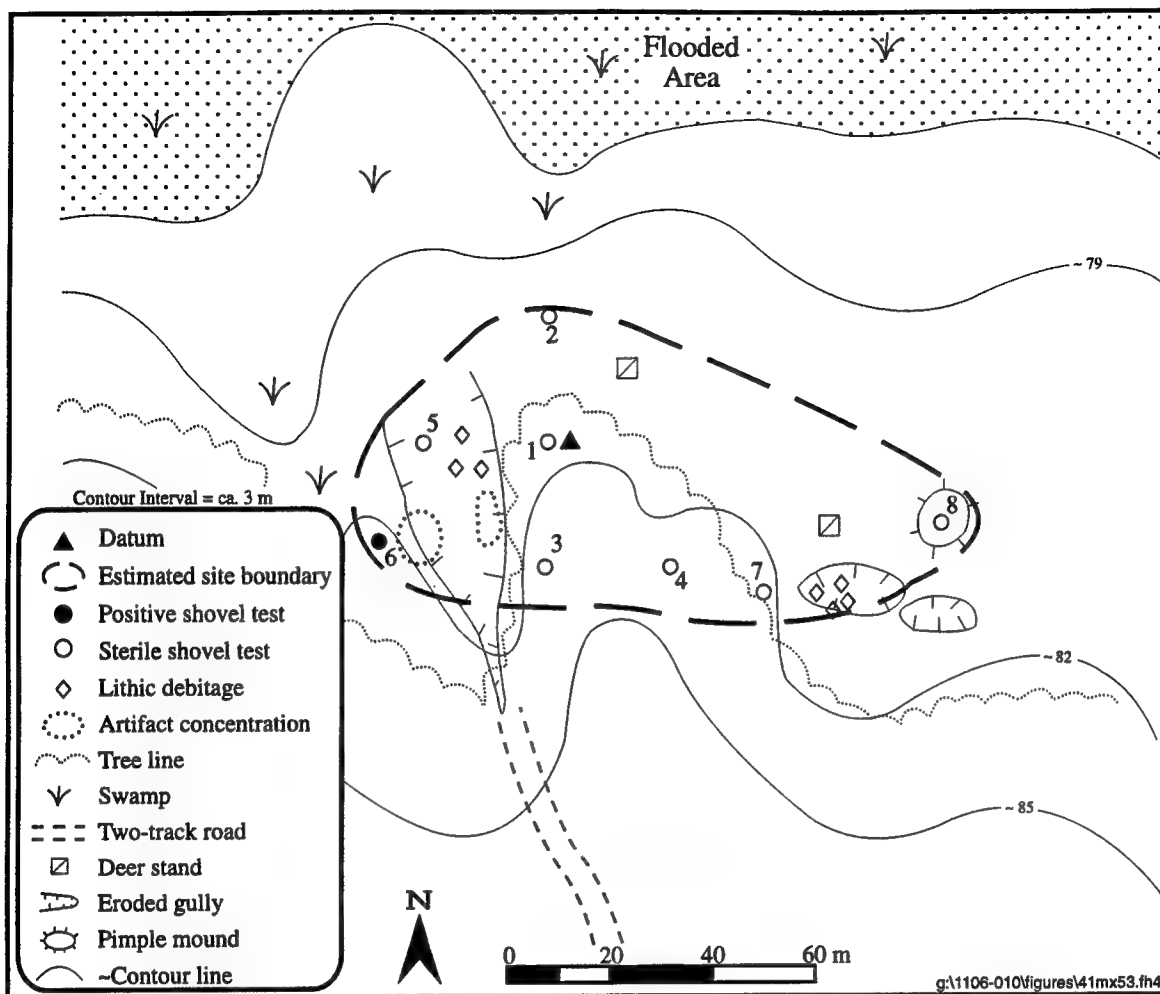 Flooded
Area
~ 79
2
5
1
8
Contour Interval = ca. 3 m
6
3
4
7
Datum
Estimated site boundary
Positive shovel test
Sterile shovel test
Lithic debitage
Artifact concentration
Tree line
Swamp
Two-track road
Deer stand
Eroded gully
Pimple mound
~Contour line
~ 82
~ 85
N
0 20 40 60 m
g:\1106-010\figures\41mx53.fh4